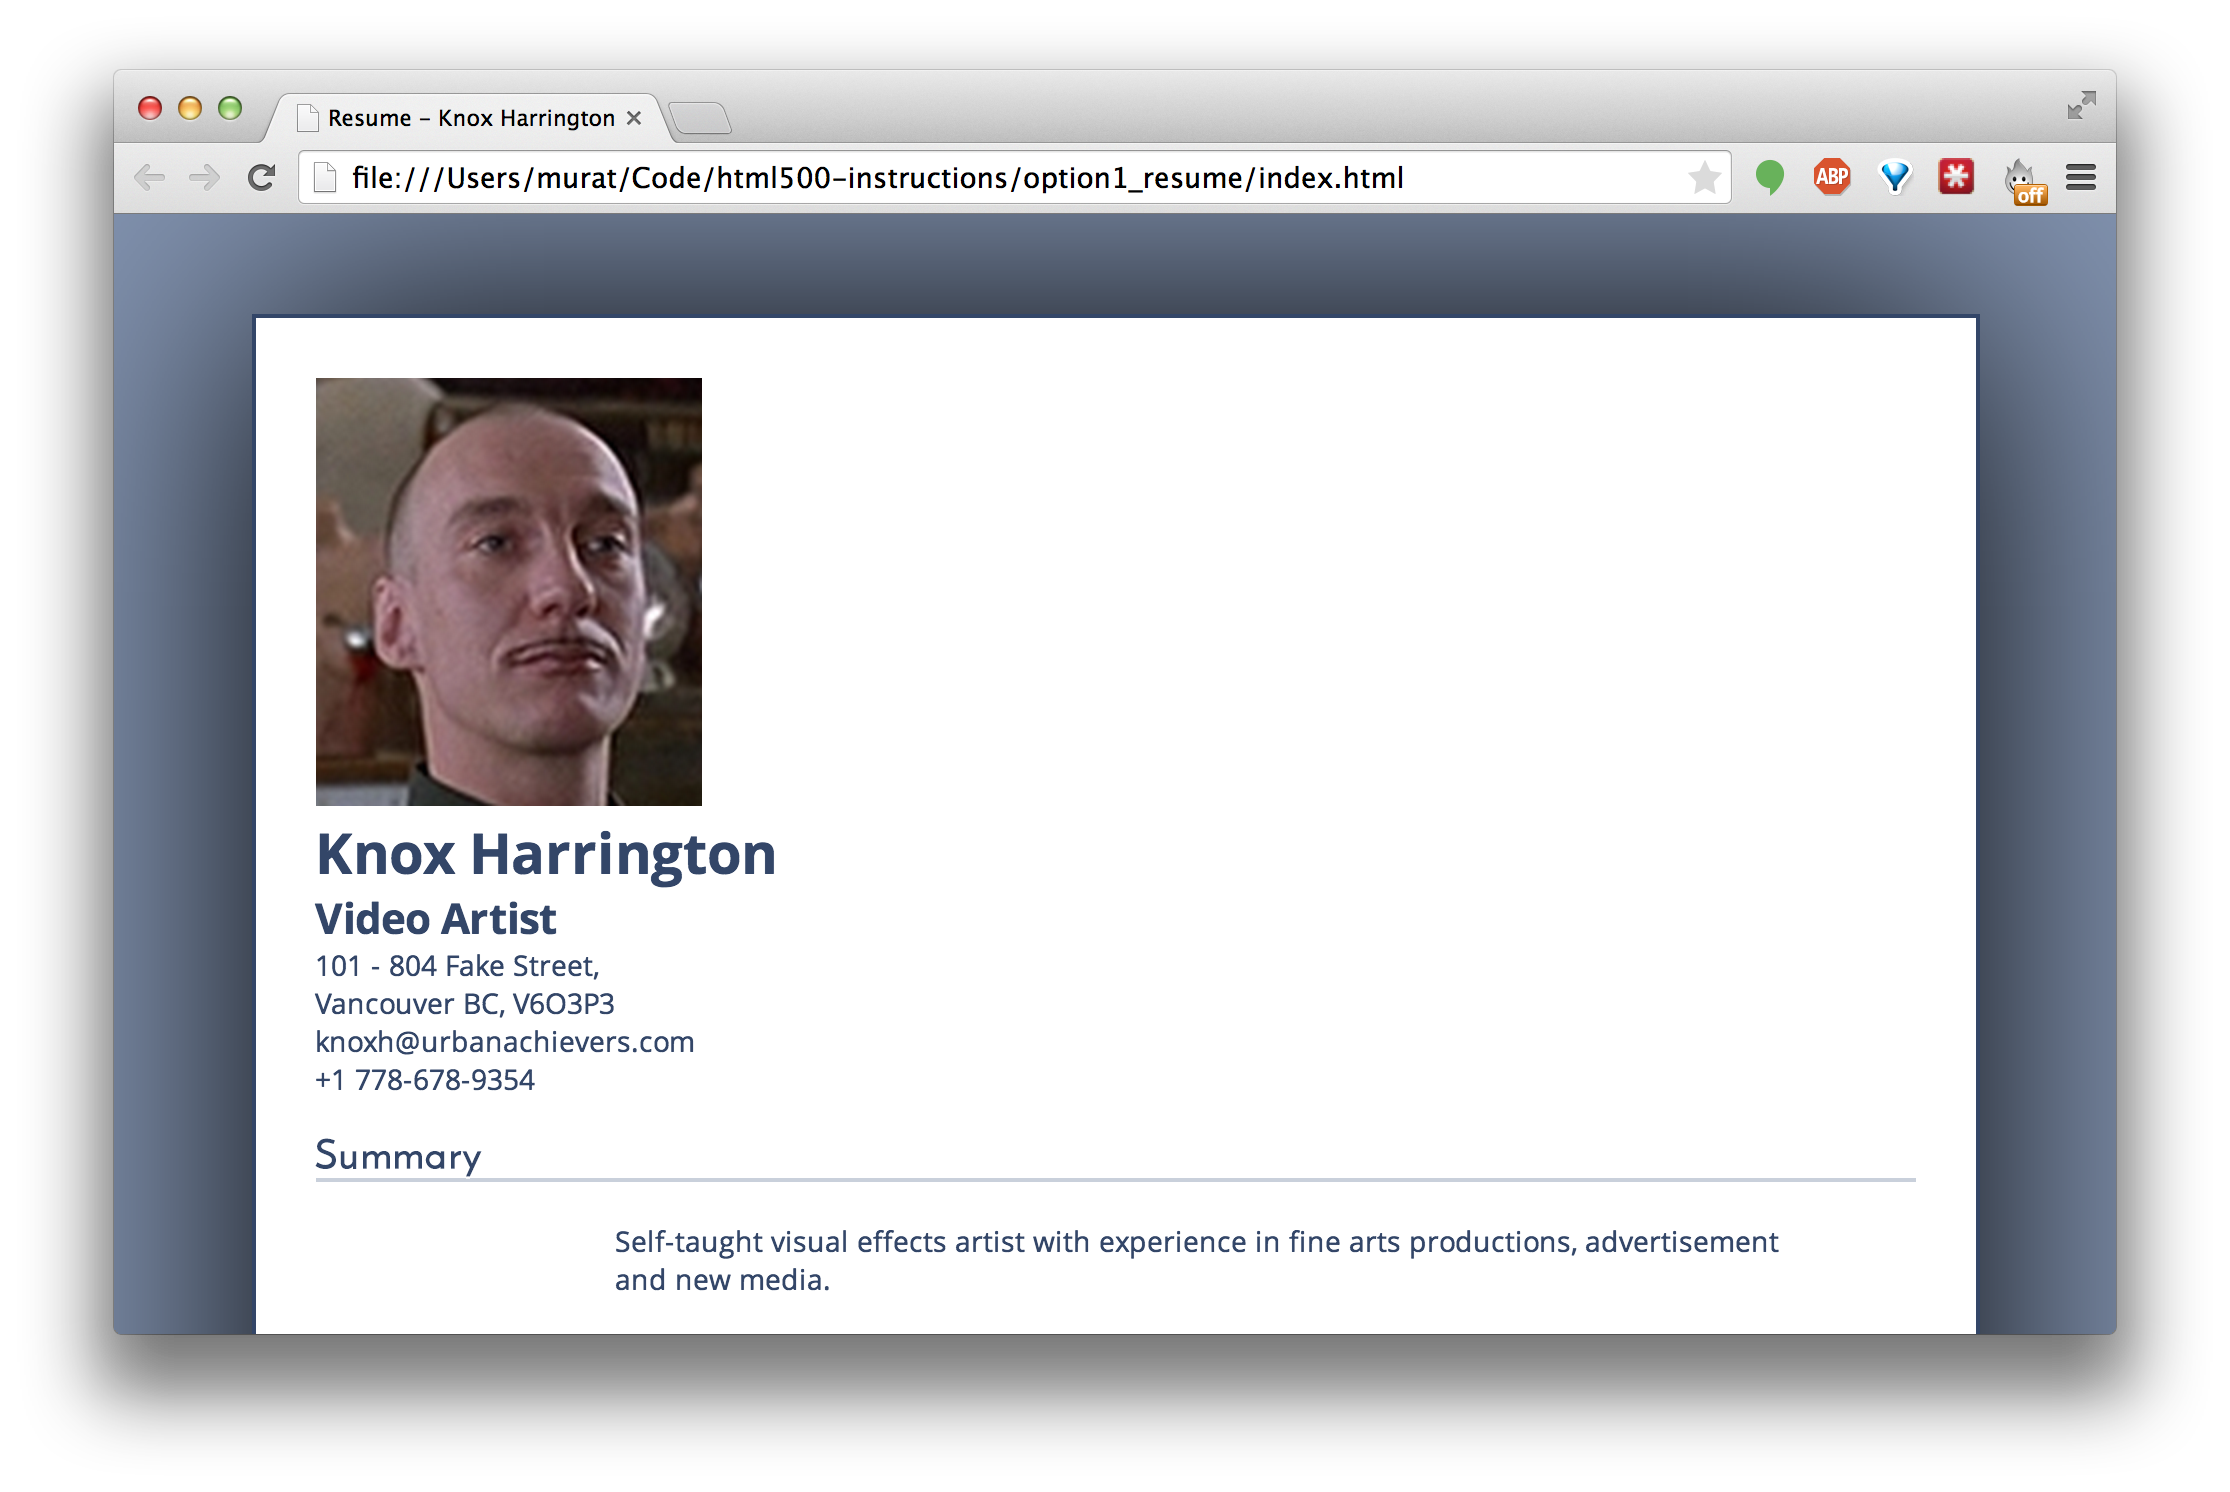 Resume – Knox Harrington
file:///Users/murat/Code/html500-instructions/option1_resume/index.html
ABP
off
Knox Harrington
Video Artist
101 - 804 Fake Street,
Vancouver BC, V6O3P3
knoxh@urbanachievers.com
+1 778-678-9354
Summary
Self-taught visual effects artist with experience in fine arts productions, advertisement
and new media.